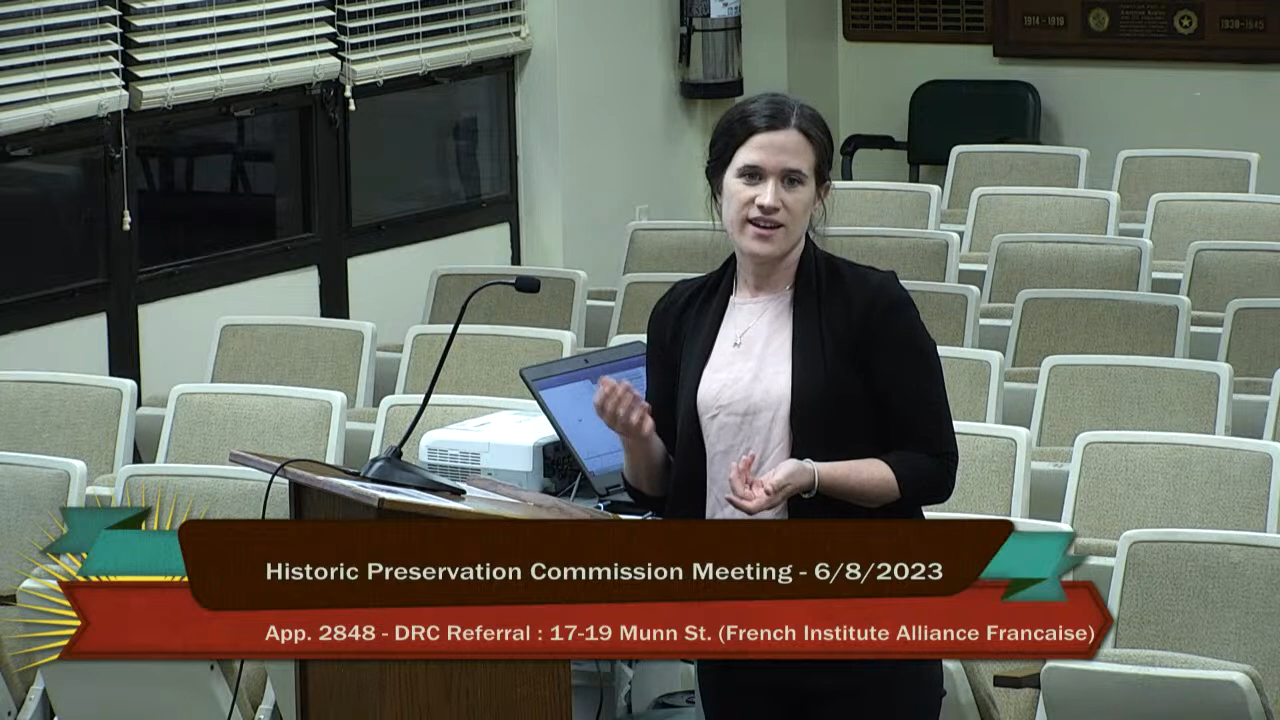 1914-1919
1938-1945
Historic Preservation Commission Meeting - 6/8/2023
App. 2848 - DRC Referral : 17-19 Munn St. (French Institute Alliance Francaise)